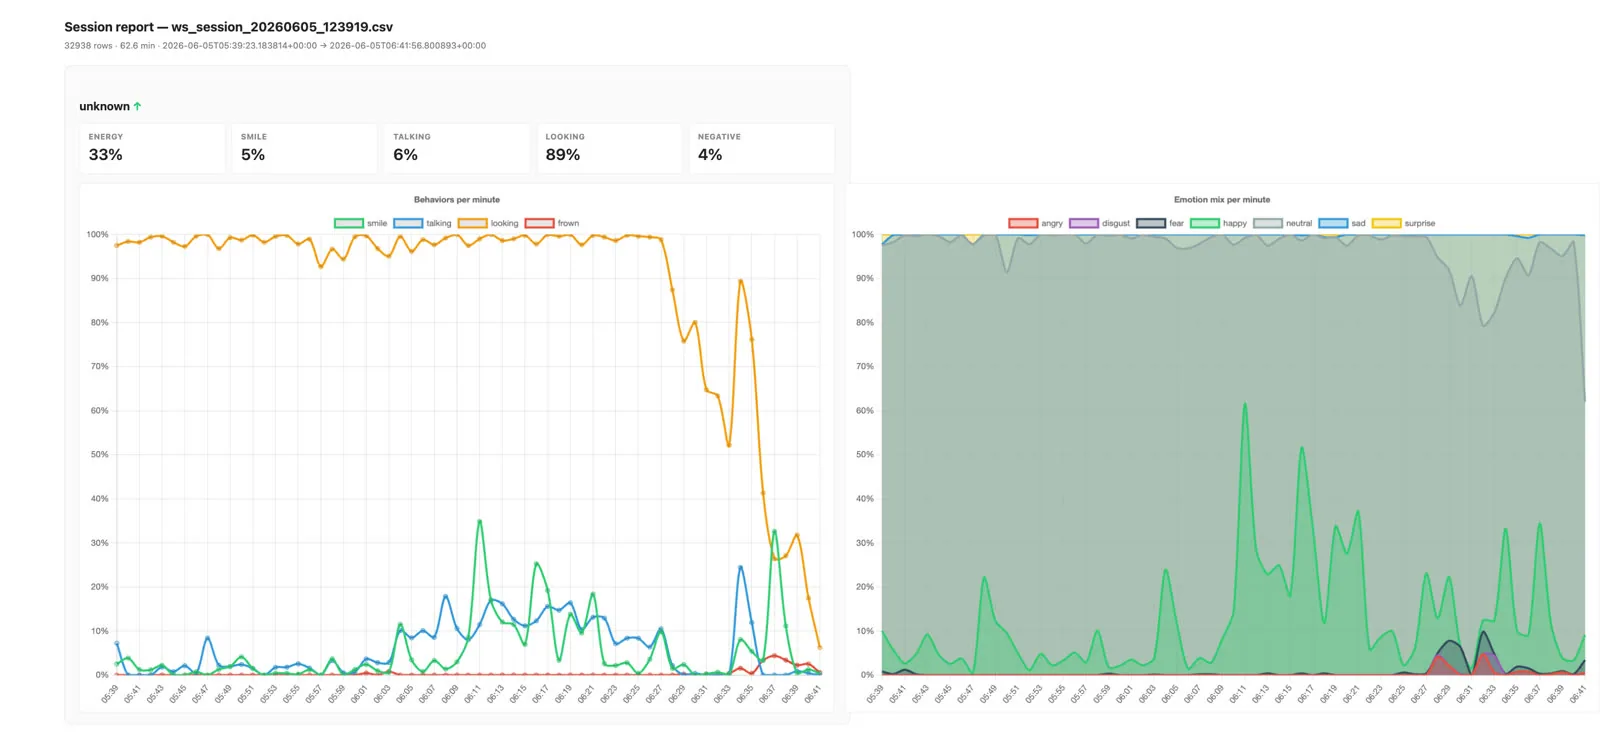 Session report — ws_session_20260605_123919.csv
32938 rows · 62.6 min · 2026-06-05T05:39:23.183814+00:00 → 2026-06-05T06:41:56.800893+00:00
unknown ↑
ENERGY SMILE TALKING LOOKING NEGATIVE
33% 5% 6% 89% 4%
Behaviors per minute
smile talking looking frown
100%
90%
80%
70%
60%
50%
40%
30%
20%
10%
0%
05:39 05:41 05:43 05:45 05:47 05:49 05:51 05:53 05:55 05:57 05:59 06:01 06:03 06:05 06:07 06:09 06:11 06:13 06:15 06:17 06:19 06:21 06:23 06:25 06:27 06:29 06:31 06:33 06:35 06:37 06:39 06:41
Emotion mix per minute
angry disgust fear happy neutral sad surprise
100%
90%
80%
70%
60%
50%
40%
30%
20%
10%
0%
05:39 05:41 05:43 05:45 05:47 05:49 05:51 05:53 05:55 05:57 05:59 06:01 06:03 06:05 06:07 06:09 06:11 06:13 06:15 06:17 06:19 06:21 06:23 06:25 06:27 06:29 06:31 06:33 06:35 06:37 06:39 06:41